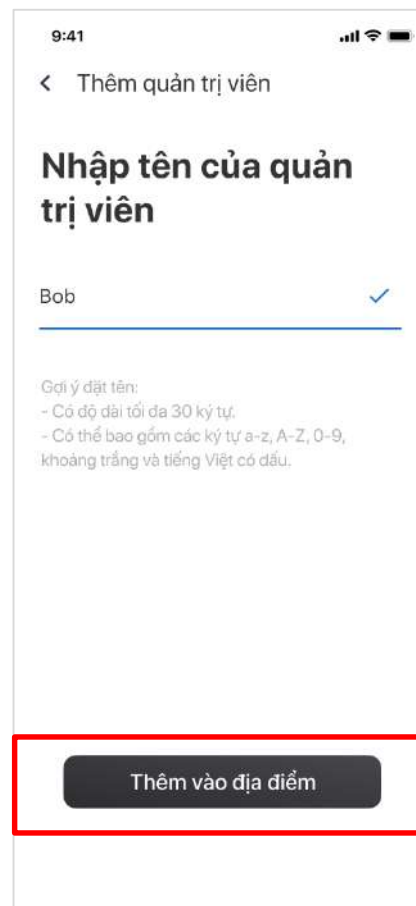 9:41
Thêm quản trị viên
Nhập tên của quản
trị viên
Bob
Gợi ý đặt tên:
- Có độ dài tối đa 30 ký tự.
- Có thể bao gồm các ký tự a-z, A-Z, 0-9,
khoảng trắng và tiếng Việt có dấu.
Thêm vào địa điểm